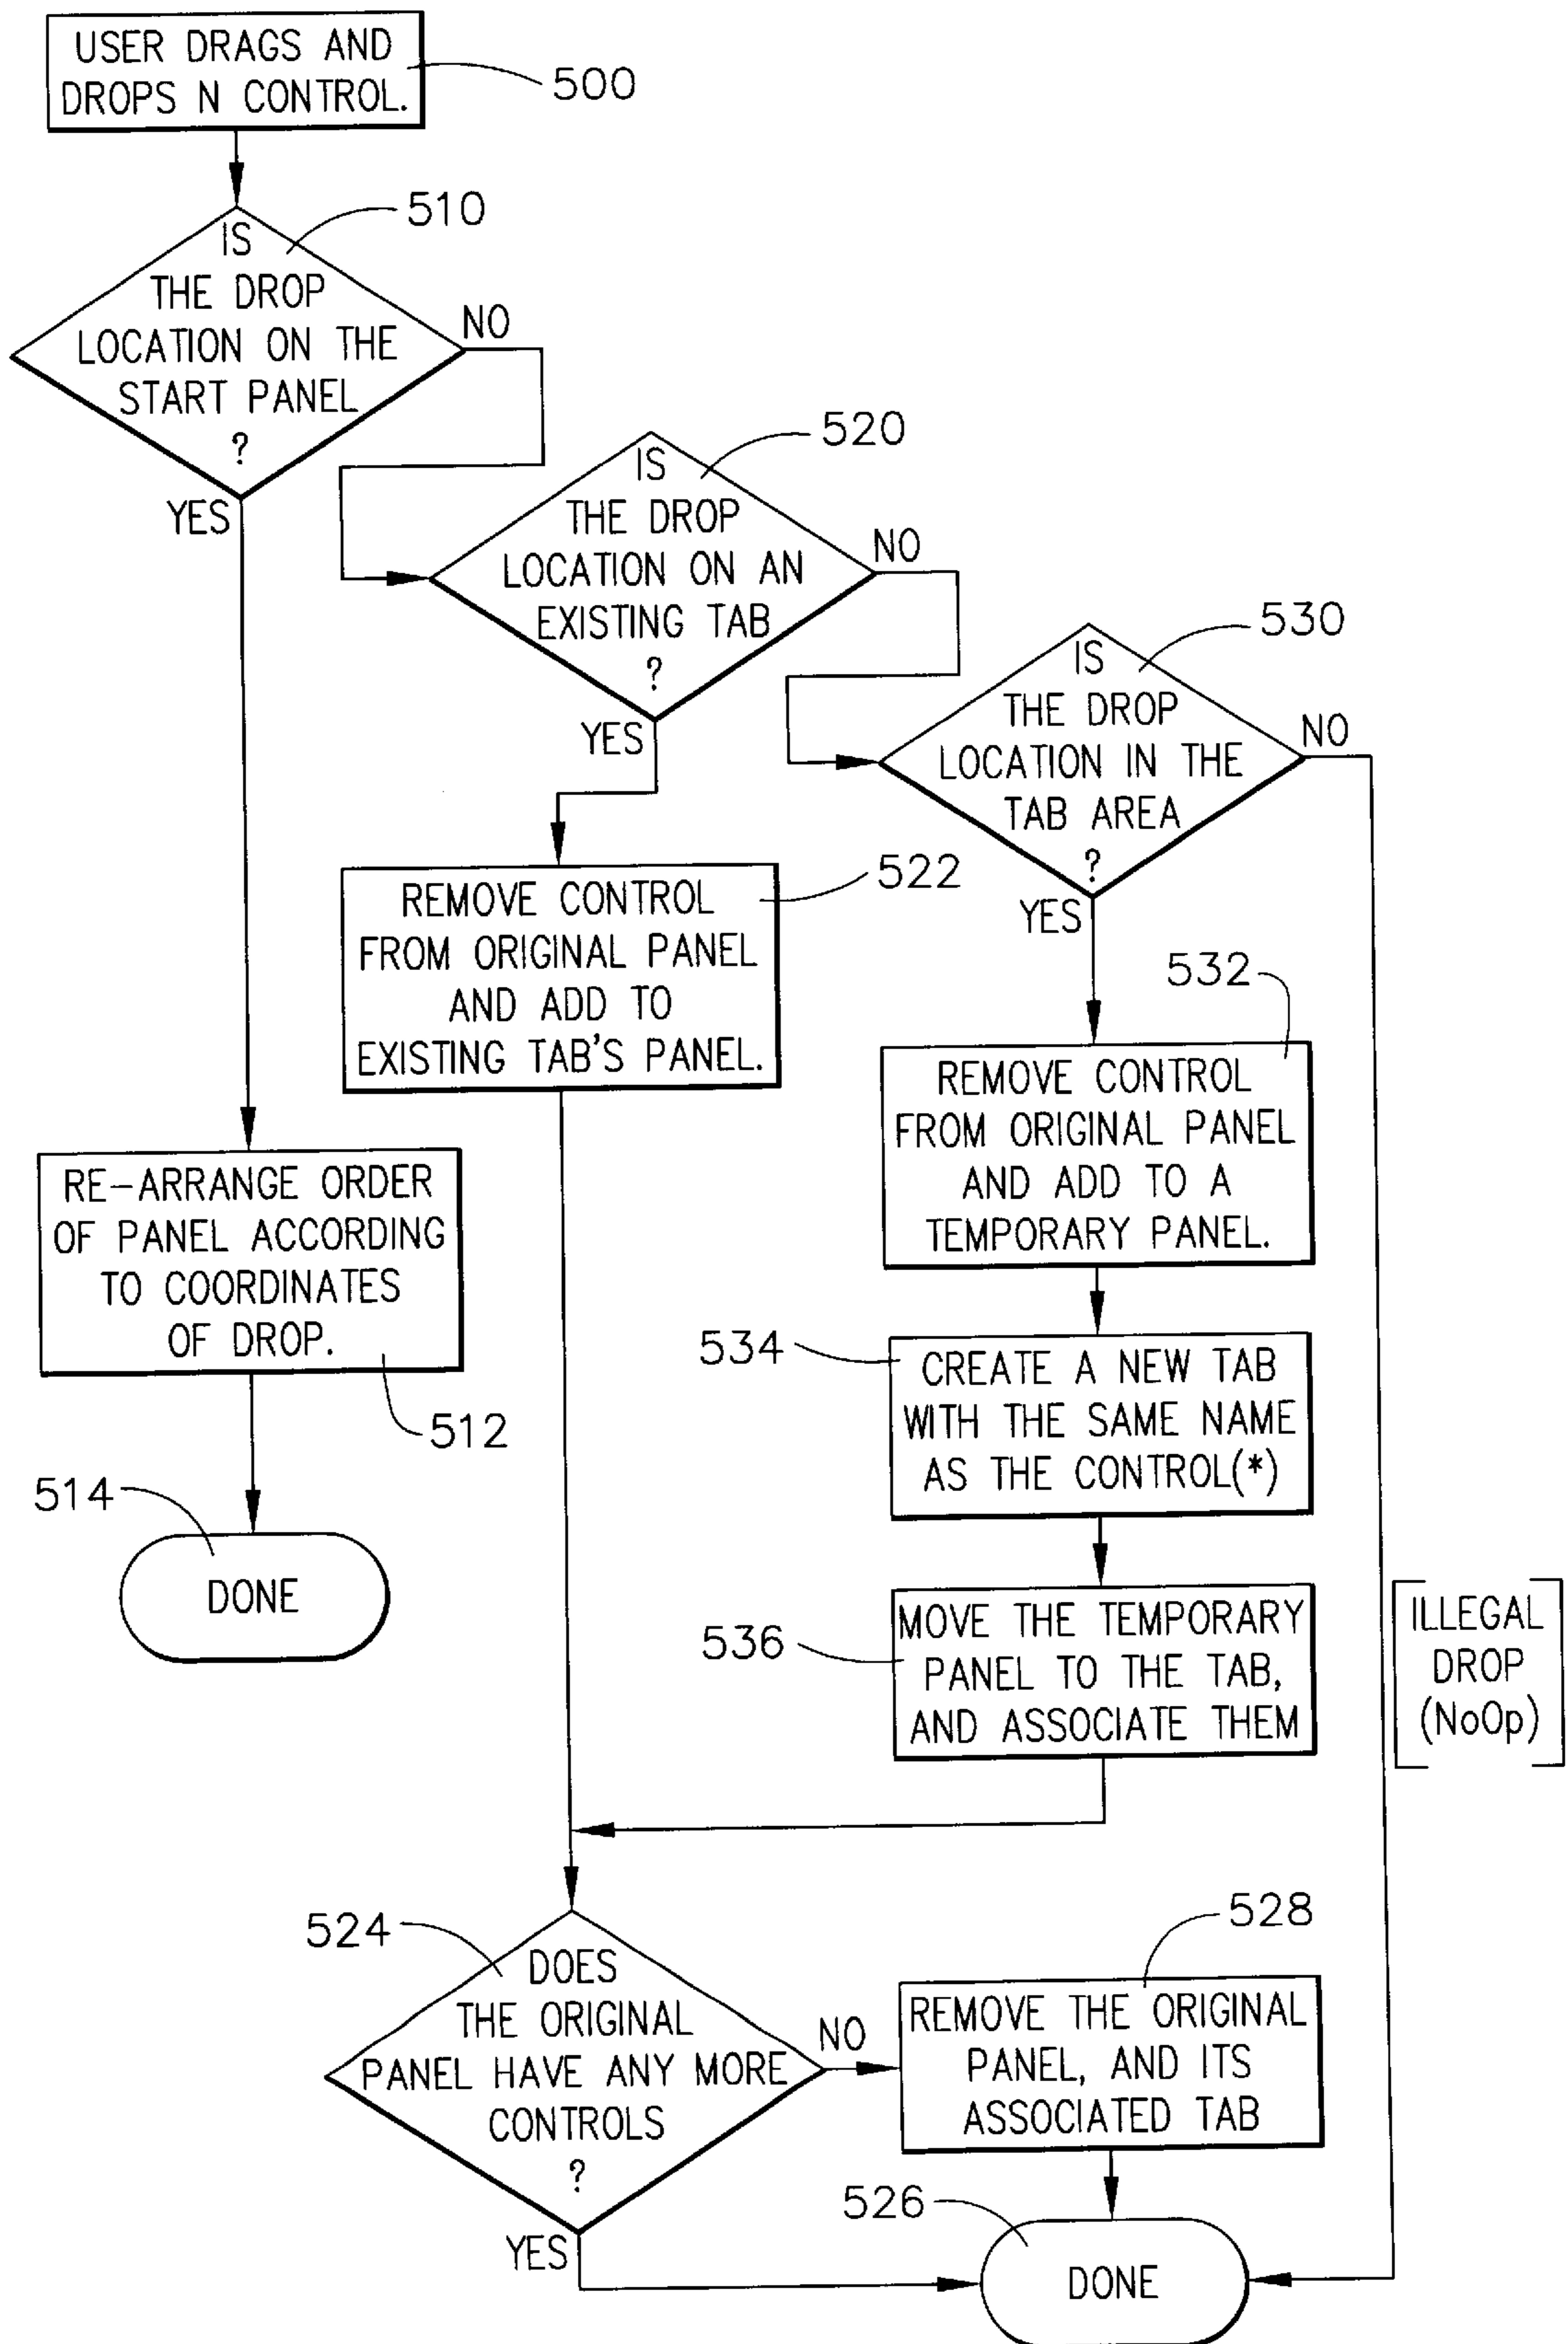 USER DRAGS AND
DROPS N CONTROL.
500
510
IS
THE DROP
LOCATION ON THE
START PANEL
?
NO
YES
520
IS
THE DROP
LOCATION ON AN
EXISTING TAB
?
NO
YES
530
IS
THE DROP
LOCATION IN THE
TAB AREA
?
NO
YES
522
REMOVE CONTROL
FROM ORIGINAL PANEL
AND ADD TO
EXISTING TAB'S PANEL.
532
REMOVE CONTROL
FROM ORIGINAL PANEL
AND ADD TO A
TEMPORARY PANEL.
RE-ARRANGE ORDER
OF PANEL ACCORDING
TO COORDINATES
OF DROP.
512
534
CREATE A NEW TAB
WITH THE SAME NAME
AS THE CONTROL(*)
514
DONE
536
MOVE THE TEMPORARY
PANEL TO THE TAB,
AND ASSOCIATE THEM
ILLEGAL
DROP
(NoOp)
524
DOES
THE ORIGINAL
PANEL HAVE ANY MORE
CONTROLS
?
NO
YES
528
REMOVE THE ORIGINAL
PANEL, AND ITS
ASSOCIATED TAB
526
DONE